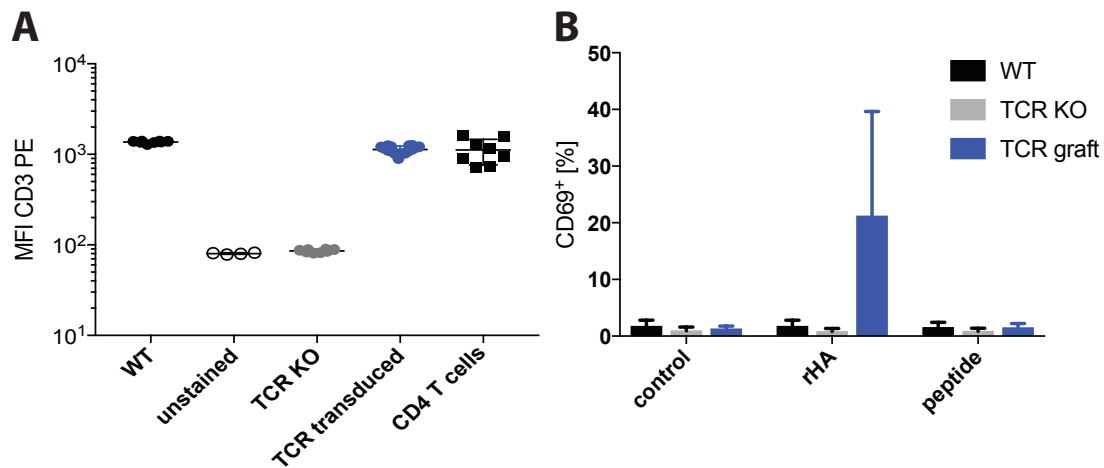 A
MFI CD3 PE
10⁴
10³
10²
10¹
WT
unstained
TCR KO
TCR transduced
CD4 T cells
B
CD69⁺ [%]
50
40
30
20
10
0
control
rHA
peptide
WT
TCR KO
TCR graft